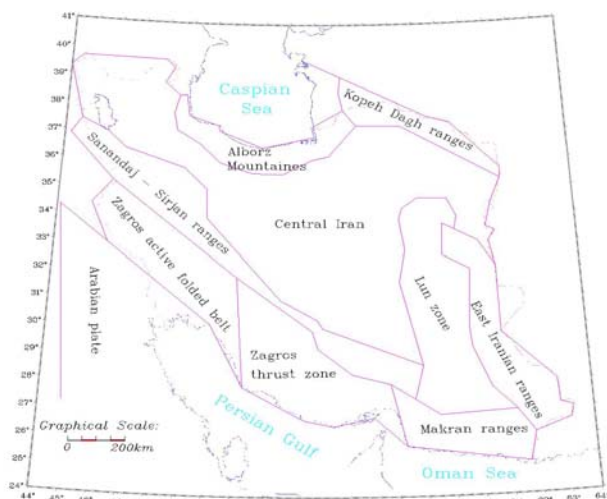 41°
40°
39°
38°
37°
36°
35°
34°
33°
32°
31°
30°
29°
28°
27°
26°
25°
24°
44°
45°
Caspian
Sea
Kopeh Dagh ranges
Alborz
Mountaines
Sanandaj - Sirjan ranges
Central Iran
Zagros active folded belt
Arabian plate
Lun zone
East Iranian ranges
Zagros
thrust zone
Persian Gulf
Makran ranges
Oman Sea
Graphical Scale:
0 200km